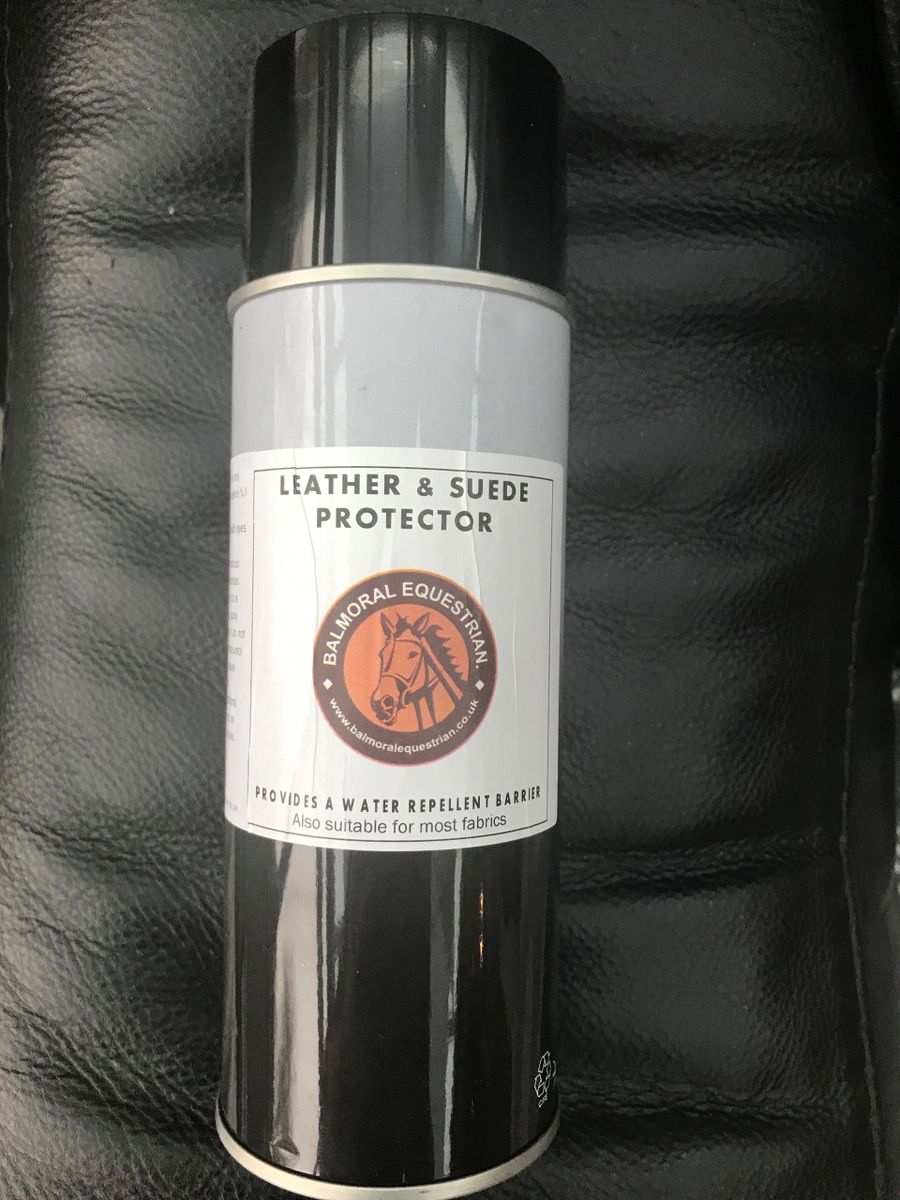 LEATHER & SUEDE
PROTECTOR
BALMORAL EQUESTRIAN.
www.balmoralequestrian.co.uk
PROVIDES A WATER REPELLENT BARRIER
Also suitable for most fabrics